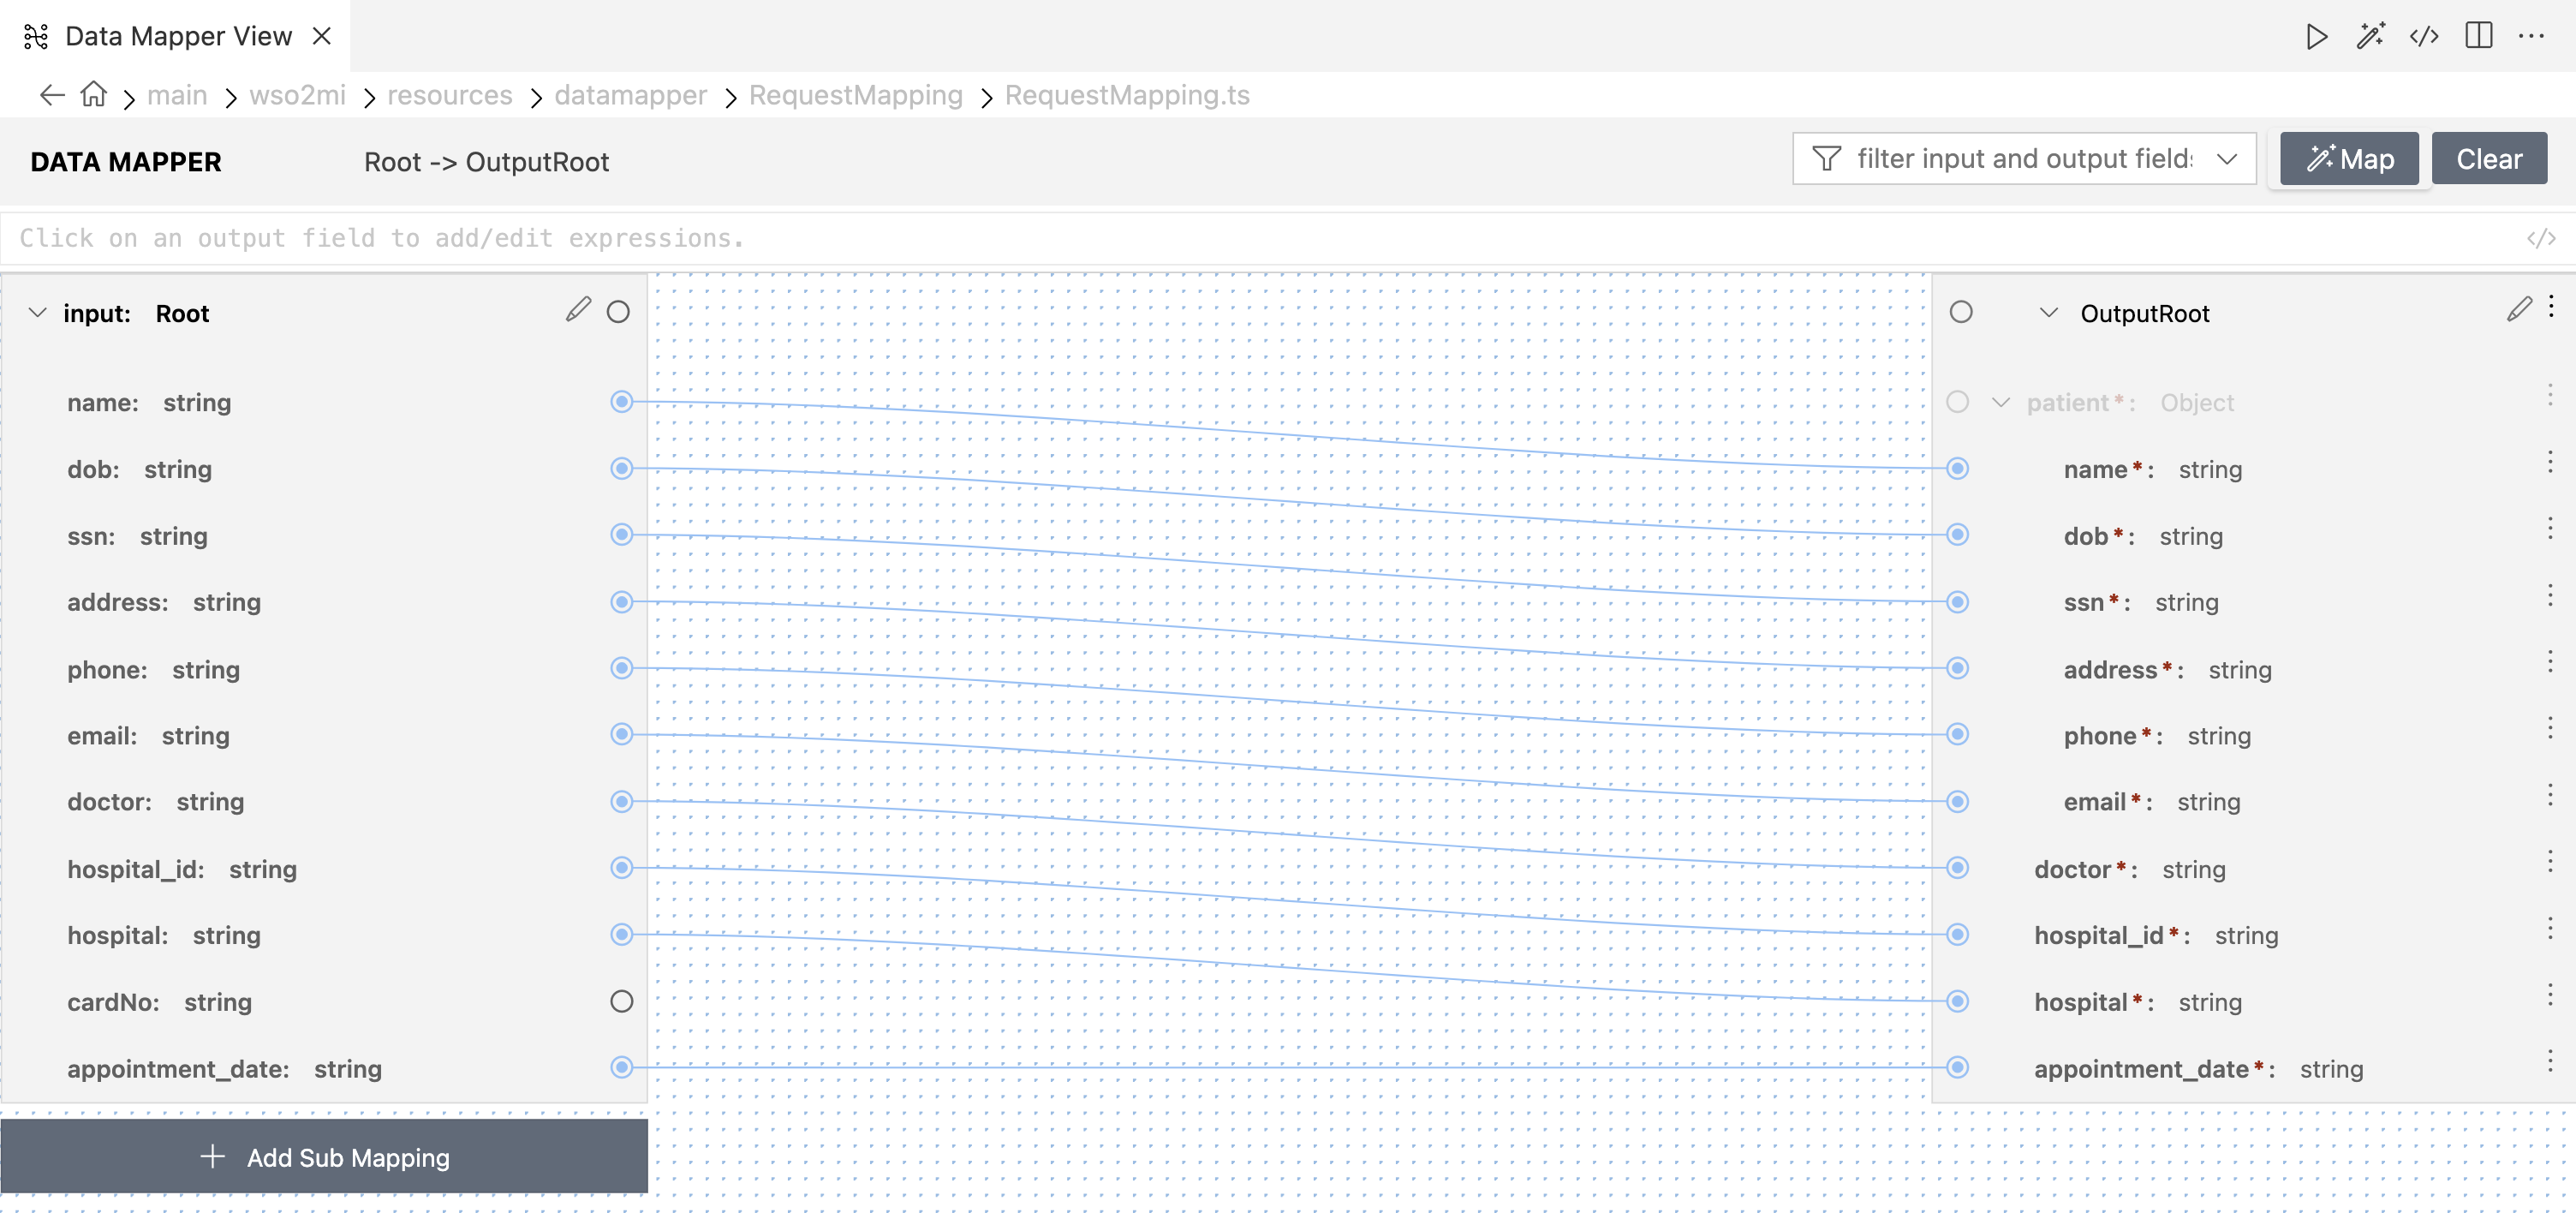 Data Mapper View
main > wso2mi > resources > datamapper > RequestMapping > RequestMapping.ts
DATA MAPPER Root -> OutputRoot filter input and output field Map Clear
Click on an output field to add/edit expressions.
input: Root
name: string
dob: string
ssn: string
address: string
phone: string
email: string
doctor: string
hospital_id: string
hospital: string
cardNo: string
appointment_date: string
Add Sub Mapping
OutputRoot
patient*: Object
name*: string
dob*: string
ssn*: string
address*: string
phone*: string
email*: string
doctor*: string
hospital_id*: string
hospital*: string
appointment_date*: string